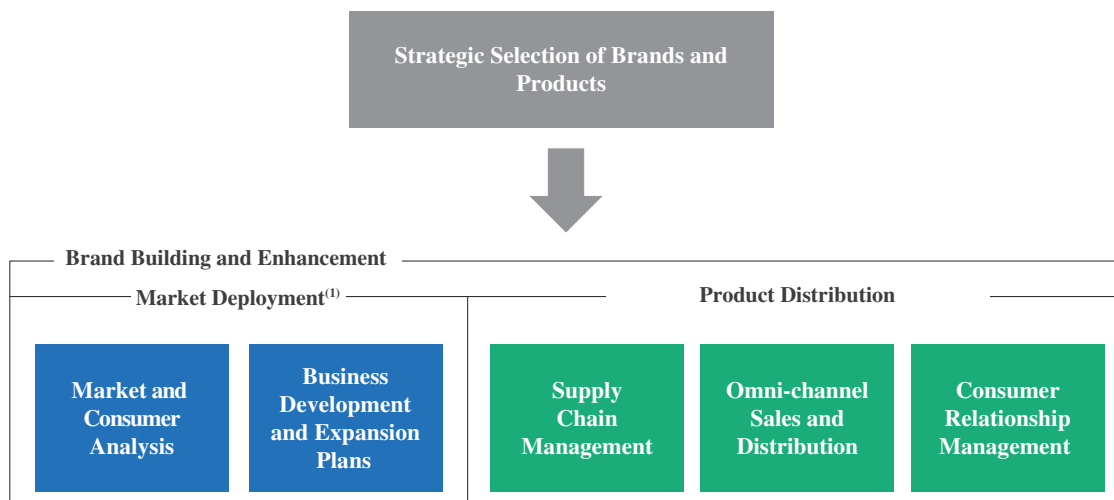 Strategic Selection of Brands and
Products
Brand Building and Enhancement
Market Deployment(1)
Product Distribution
Market and
Consumer
Analysis
Business
Development
and Expansion
Plans
Supply
Chain
Management
Omni-channel
Sales and
Distribution
Consumer
Relationship
Management